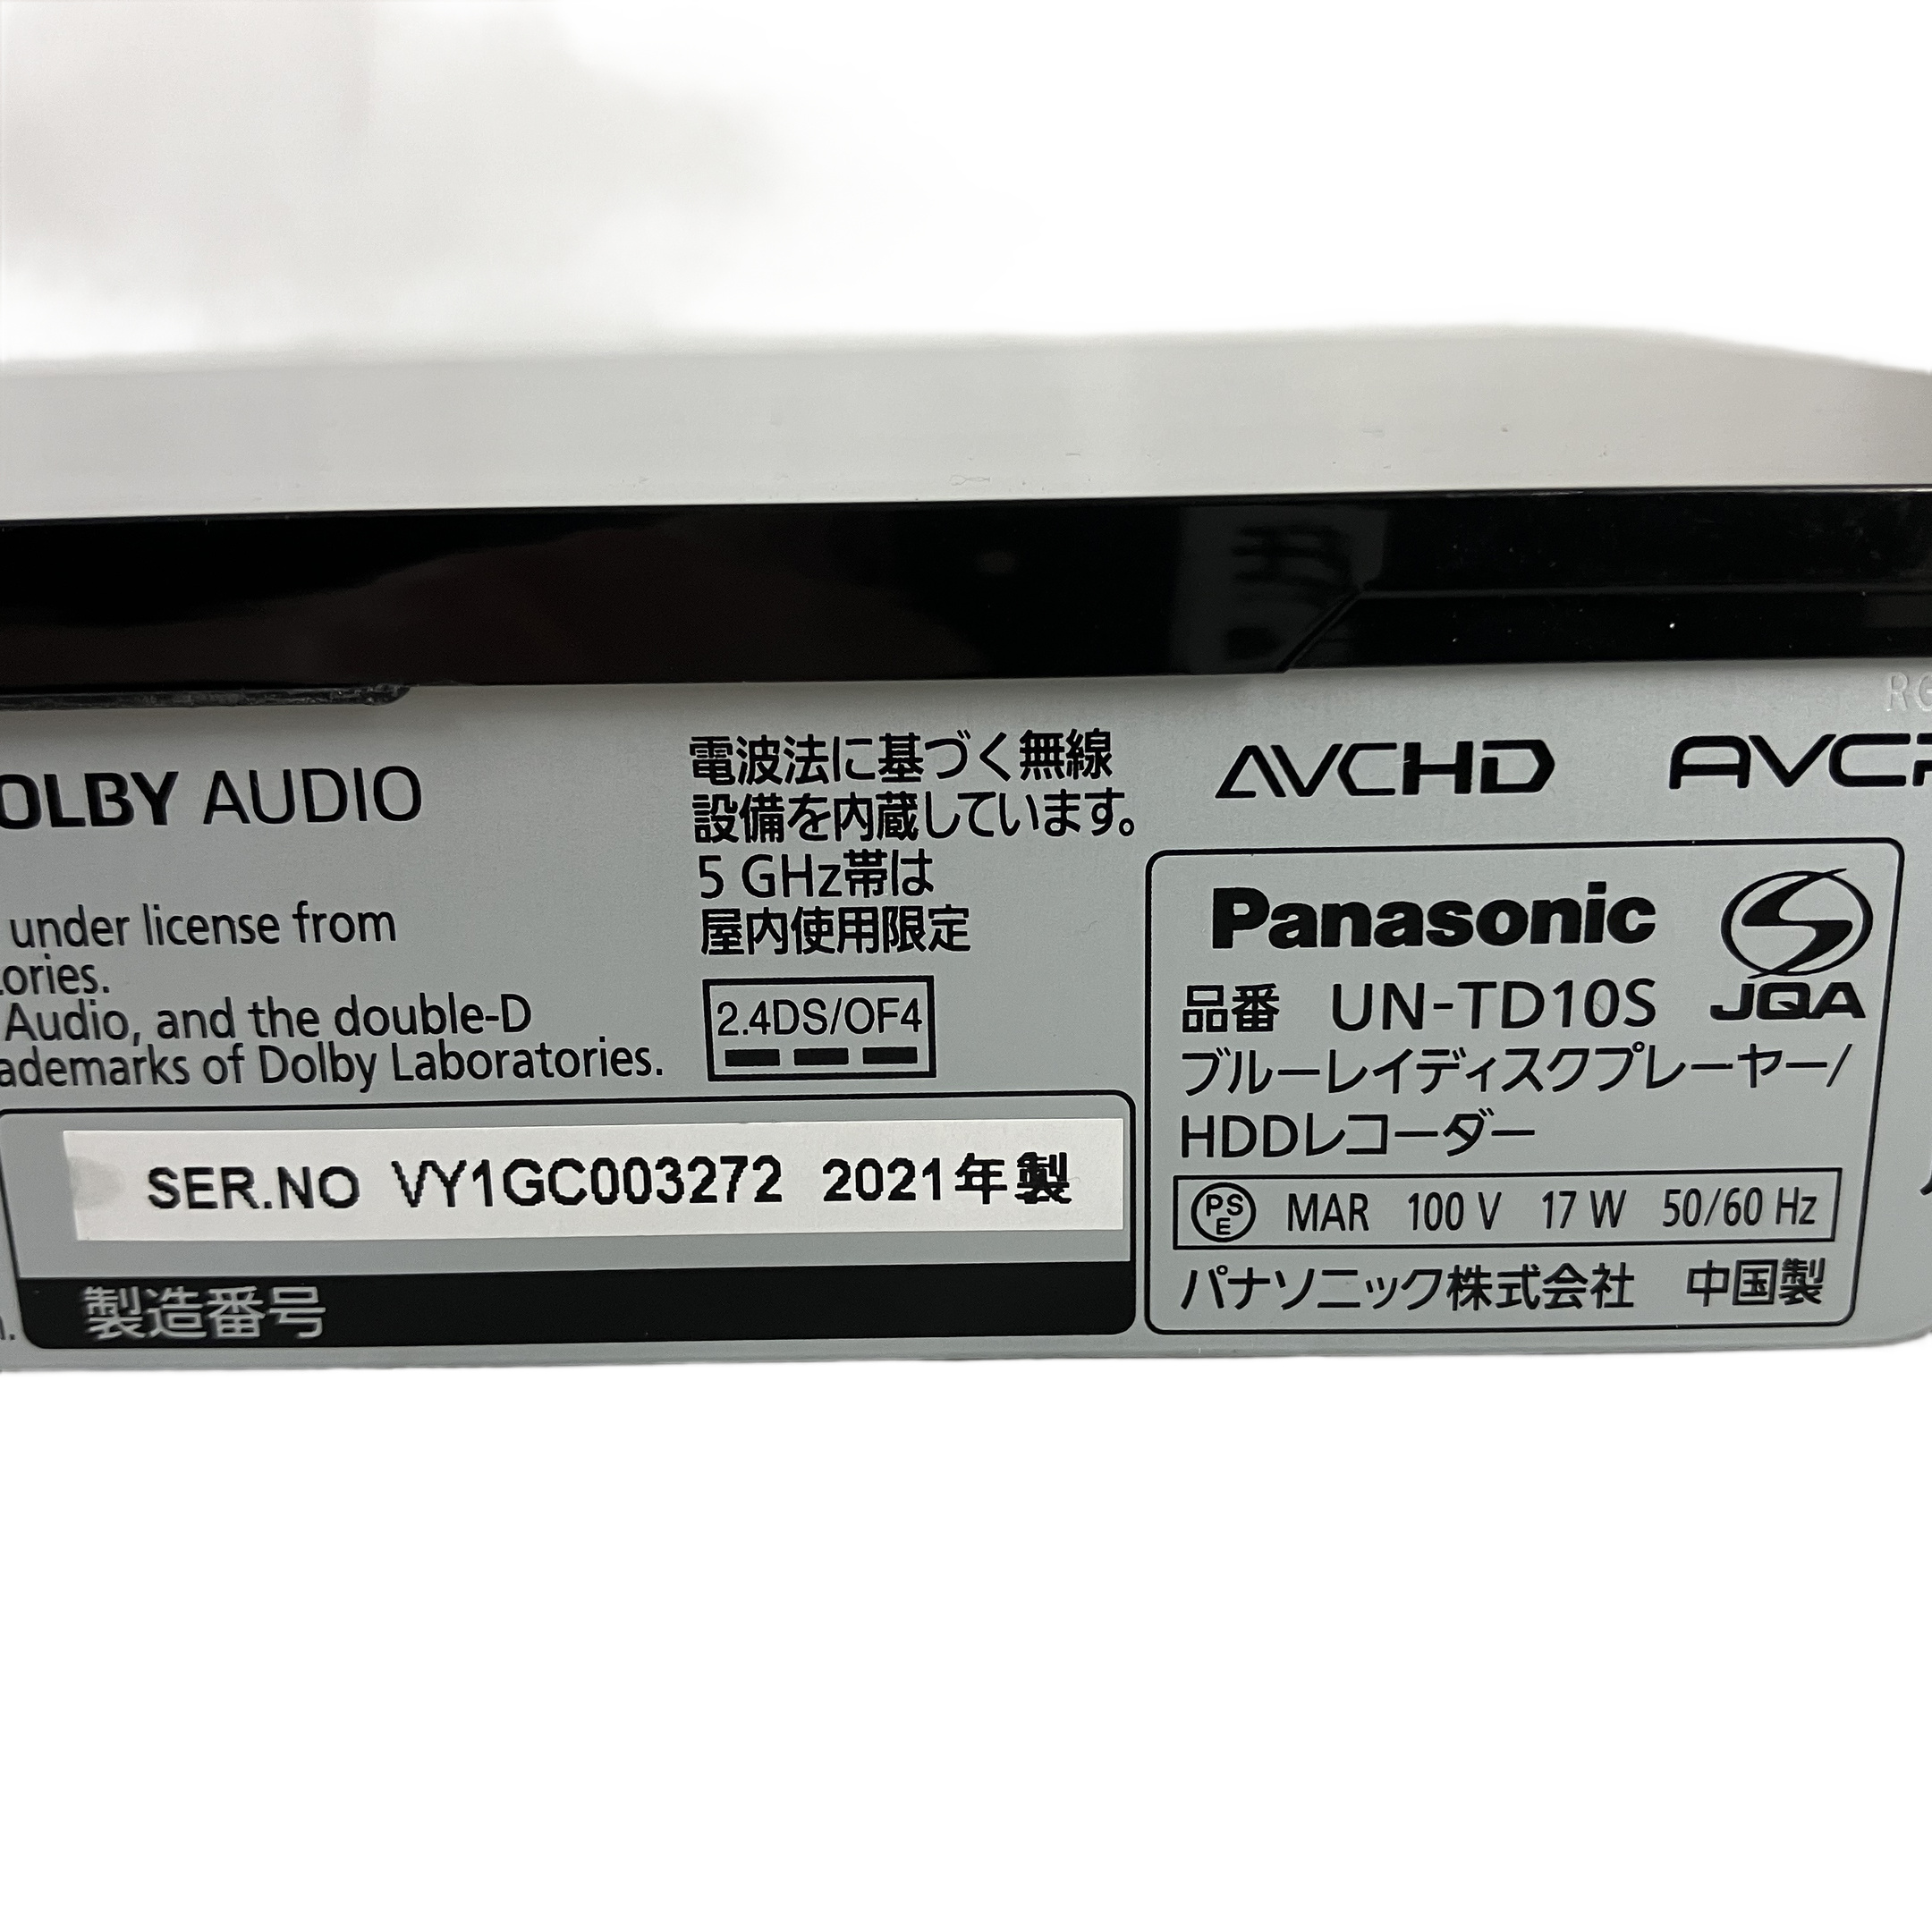 OLBY AUDIO
under license from
ories.
Audio, and the double-D
ademarks of Dolby Laboratories.
電波法に基づく無線
設備を内蔵しています。
5 GHz帯は
屋内使用限定
2.4DS/OF4
SER.NO VY1GC003272 2021年製
製造番号
AVCHD AVC
Panasonic
JQA
品番 UN-TD10S
ブルーレイディスクプレーヤー/
HDDレコーダー
PSE MAR 100 V 17 W 50/60 Hz
パナソニック株式会社 中国製